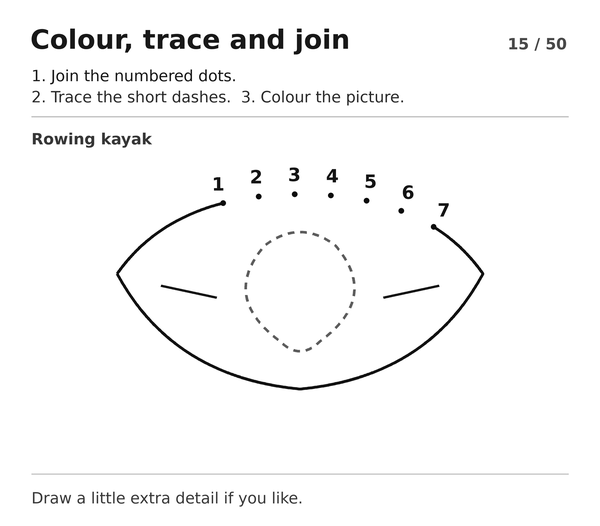 Colour, trace and join
15 / 50
1. Join the numbered dots.
2. Trace the short dashes.  3. Colour the picture.
Rowing kayak
1 2 3 4 5 6 7
Draw a little extra detail if you like.